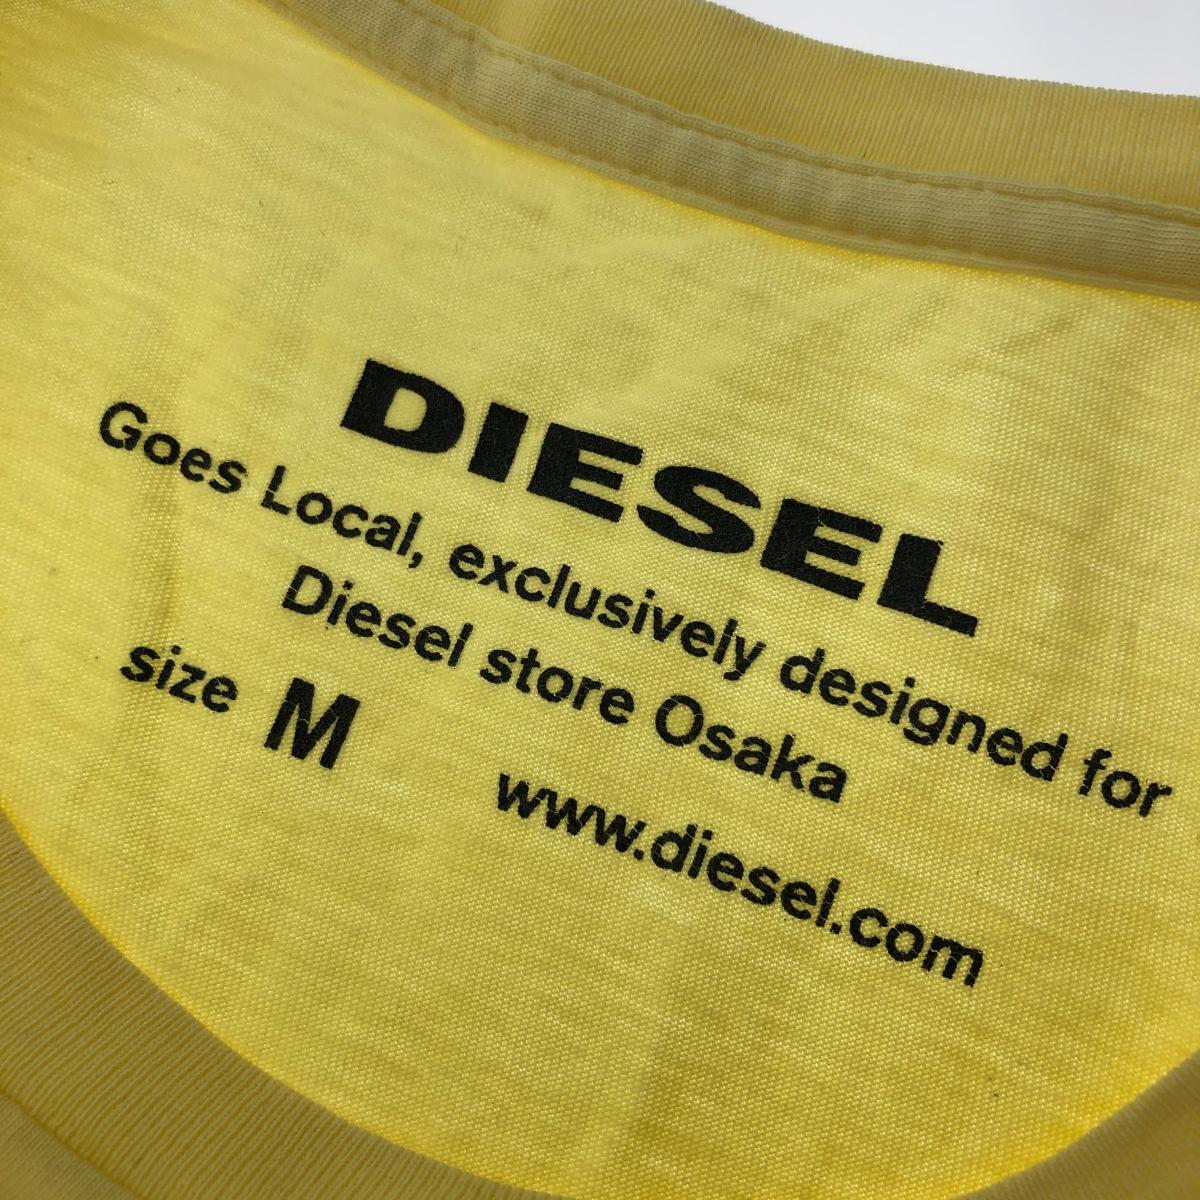 DIESEL
Goes Local, exclusively designed for
Diesel store Osaka
size M
www.diesel.com